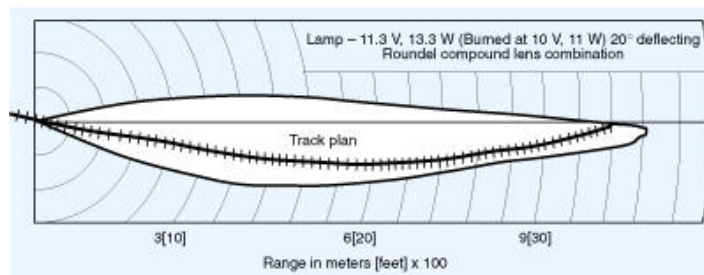 Lamp – 11.3 V, 13.3 W (Burned at 10 V, 11 W) 20° deflecting
Roundel compound lens combination
Track plan
3[10]
6[20]
9[30]
Range in meters [feet] x 100